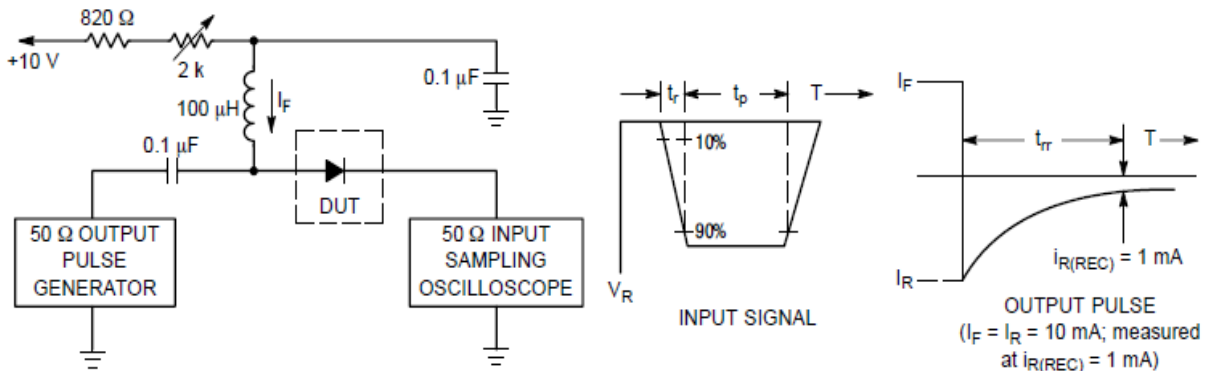 820 Ω
+10 V
2 k
100 μH
I_F
0.1 μF
0.1 μF
DUT
50 Ω OUTPUT
PULSE
GENERATOR
50 Ω INPUT
SAMPLING
OSCILLOSCOPE
t_r
t_p
T
10%
90%
V_R
INPUT SIGNAL
I_F
t_rr
T
I_R
i_R(REC) = 1 mA
OUTPUT PULSE
(I_F = I_R = 10 mA; measured
at i_R(REC) = 1 mA)